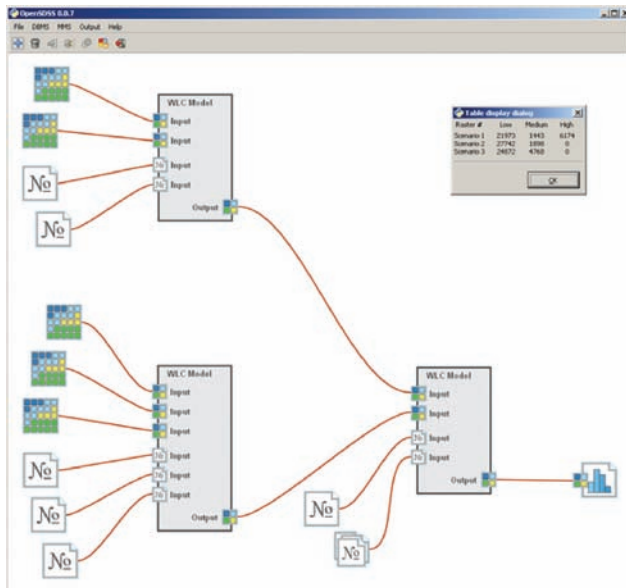 OpenSDSS 0.0.7
File DBMS MMS Output Help
WLC Model
Input
Input
Input
Input
Output
№
№
Table display dialog
Raster # Low Medium High
Scenario 1 21973 1443 6174
Scenario 2 27742 1898 0
Scenario 3 24872 4768 0
OK
WLC Model
Input
Input
Input
Input
Input
Input
Output
№
№
№
WLC Model
Input
Input
Input
Input
Output
№
№